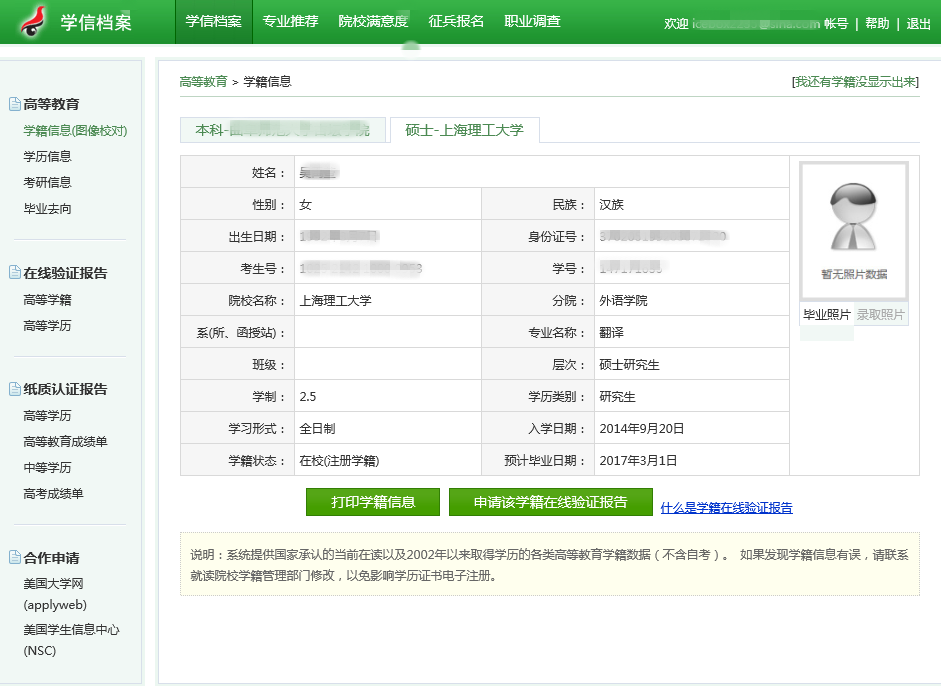 学信档案
学信档案 专业推荐 院校满意度 征兵报名 职业调查
欢迎 帐号 | 帮助 | 退出
高等教育
学籍信息(图像校对)
学历信息
考研信息
毕业去向
在线验证报告
高等学籍
高等学历
纸质认证报告
高等学历
高等教育成绩单
中等学历
高考成绩单
合作申请
美国大学网
(applyweb)
美国学生信息中心
(NSC)
高等教育 > 学籍信息
[我还有学籍没显示出来]
本科- 硕士-上海理工大学
姓名：
性别： 女 民族： 汉族
出生日期： 身份证号：
考生号： 学号：
院校名称： 上海理工大学 分院： 外语学院
系(所、函授站)： 专业名称： 翻译
班级： 层次： 硕士研究生
学制： 2.5 学历类别： 研究生
学习形式： 全日制 入学日期： 2014年9月20日
学籍状态： 在校(注册学籍) 预计毕业日期： 2017年3月1日
暂无照片数据
毕业照片 录取照片
打印学籍信息 申请该学籍在线验证报告 什么是学籍在线验证报告
说明：系统提供国家承认的当前在读以及2002年以来取得学历的各类高等教育学籍数据（不含自考）。 如果发现学籍信息有误，请联系
就读院校学籍管理部门修改，以免影响学历证书电子注册。